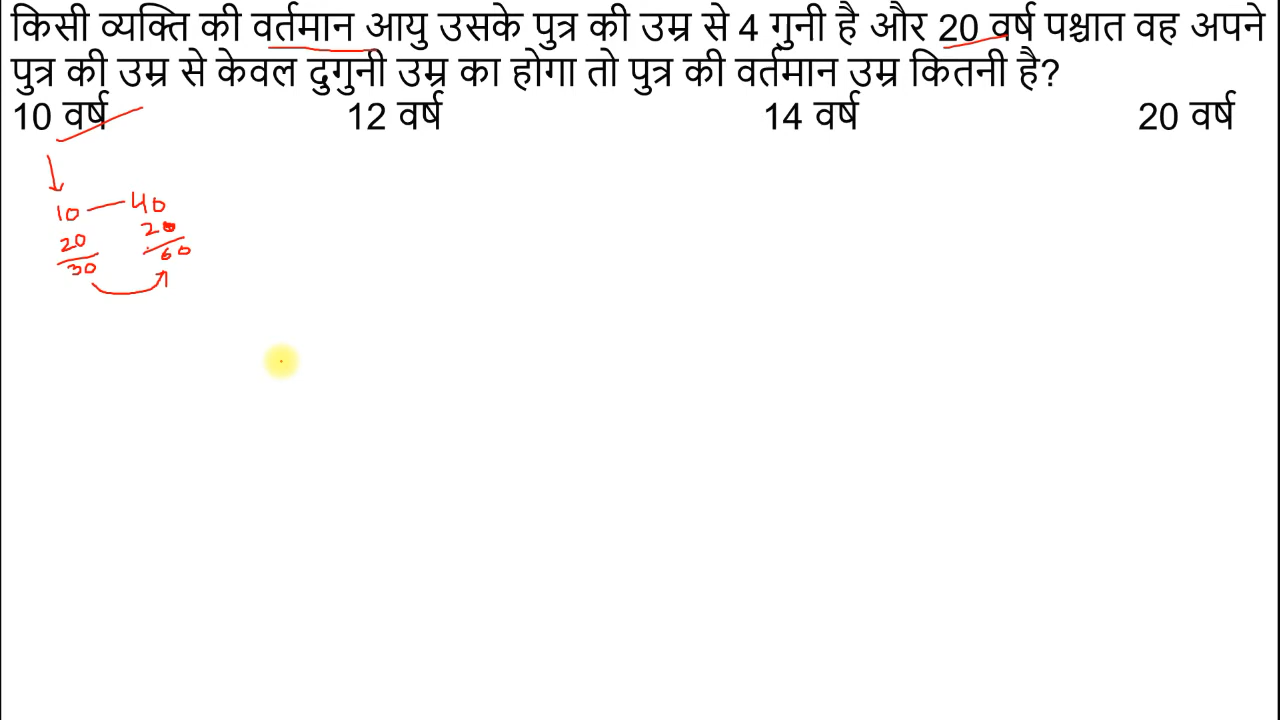 किसी व्यक्ति की वर्तमान आयु उसके पुत्र की उम्र से 4 गुनी है और 20 वर्ष पश्चात वह अपने
पुत्र की उम्र से केवल दुगुनी उम्र का होगा तो पुत्र की वर्तमान उम्र कितनी है?
10 वर्ष 12 वर्ष 14 वर्ष 20 वर्ष
10 — 40
20 20
30 60